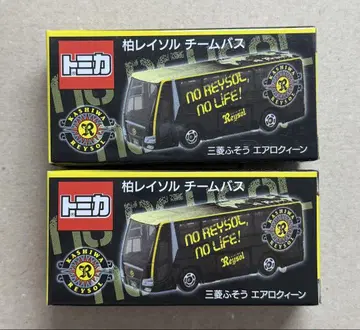 トミカ
柏レイソル チームバス
NO REYSOL,
NO LIFE!
Reysol
KASHIWA
R
REYSOL
三菱ふそう エアロクィーン
トミカ
柏レイソル チームバス
NO REYSOL,
NO LIFE!
Reysol
KASHIWA
R
REYSOL
三菱ふそう エアロクィーン